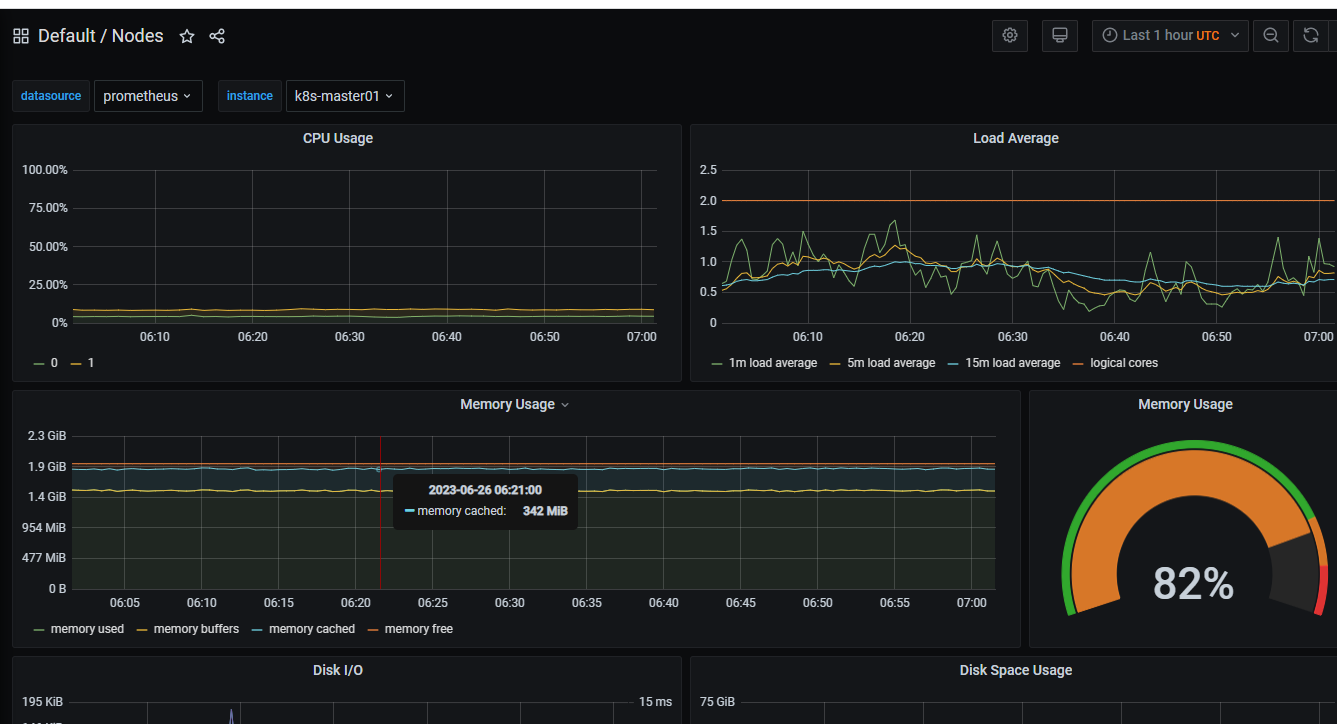 Default / Nodes
Last 1 hour UTC
datasource prometheus instance k8s-master01
CPU Usage
100.00%
75.00%
50.00%
25.00%
0%
06:10 06:20 06:30 06:40 06:50 07:00
0 1
Load Average
2.5
2.0
1.5
1.0
0.5
0
06:10 06:20 06:30 06:40 06:50 07:00
1m load average 5m load average 15m load average logical cores
Memory Usage
2.3 GiB
1.9 GiB
1.4 GiB
954 MiB
477 MiB
0 B
2023-06-26 06:21:00
memory cached: 342 MiB
06:05 06:10 06:15 06:20 06:25 06:30 06:35 06:40 06:45 06:50 06:55 07:00
memory used memory buffers memory cached memory free
Memory Usage
82%
Disk I/O
195 KiB 15 ms
Disk Space Usage
75 GiB